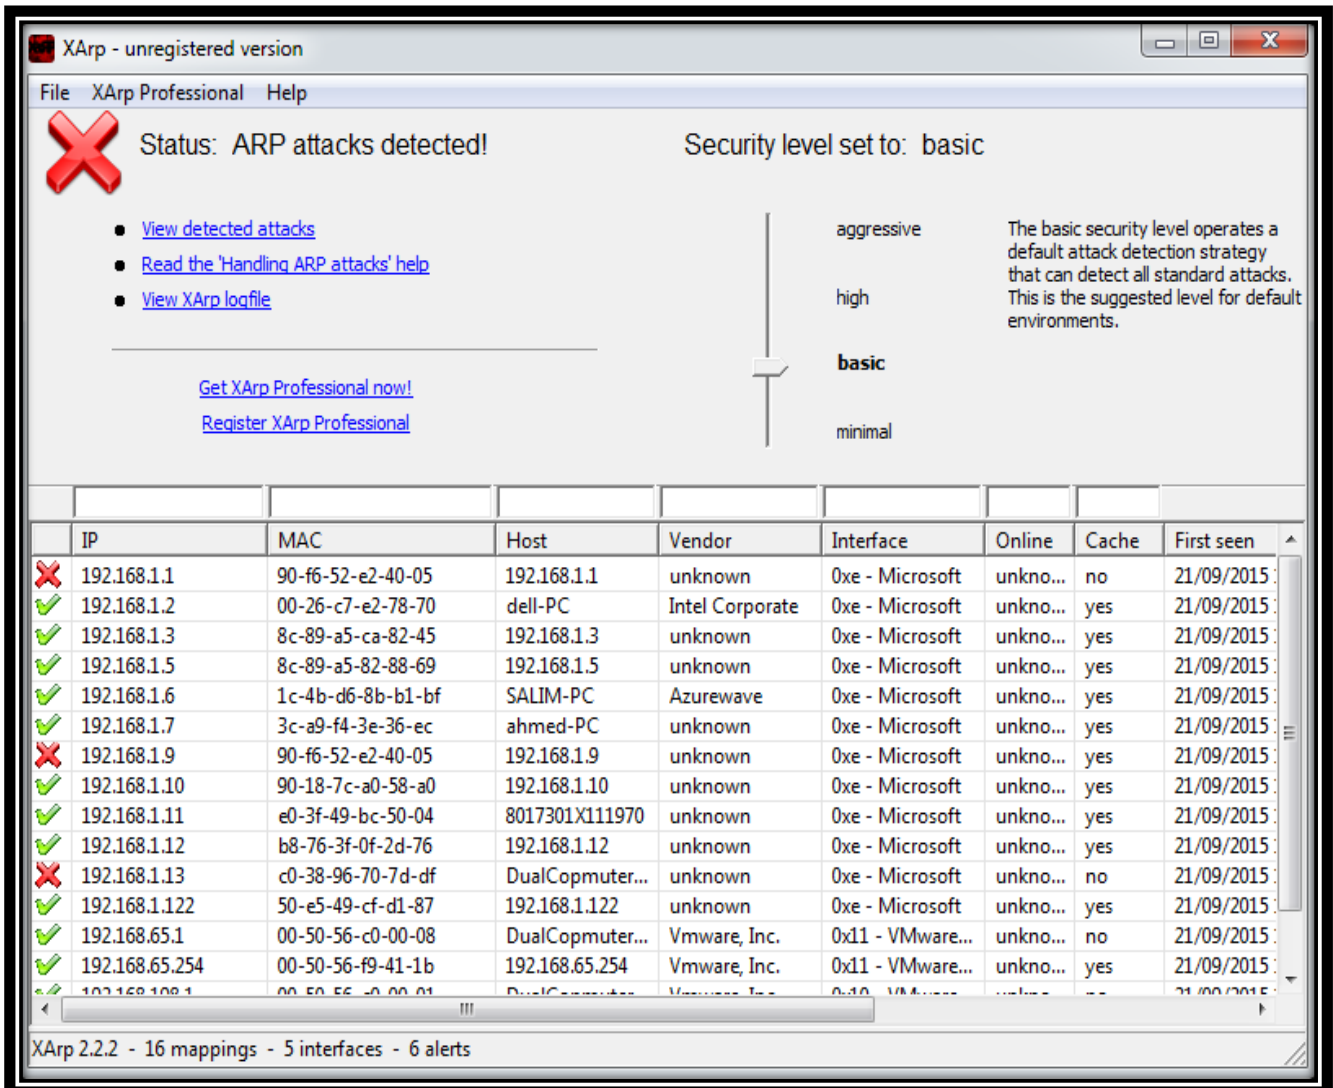 XArp - unregistered version
File XArp Professional Help
Status: ARP attacks detected!
Security level set to: basic
View detected attacks
Read the 'Handling ARP attacks' help
View XArp logfile
Get XArp Professional now!
Register XArp Professional
aggressive
high
basic
minimal
The basic security level operates a
default attack detection strategy
that can detect all standard attacks.
This is the suggested level for default
environments.
IP MAC Host Vendor Interface Online Cache First seen
192.168.1.1 90-f6-52-e2-40-05 192.168.1.1 unknown 0xe - Microsoft unkno... no 21/09/2015
192.168.1.2 00-26-c7-e2-78-70 dell-PC Intel Corporate 0xe - Microsoft unkno... yes 21/09/2015
192.168.1.3 8c-89-a5-ca-82-45 192.168.1.3 unknown 0xe - Microsoft unkno... yes 21/09/2015
192.168.1.5 8c-89-a5-82-88-69 192.168.1.5 unknown 0xe - Microsoft unkno... yes 21/09/2015
192.168.1.6 1c-4b-d6-8b-b1-bf SALIM-PC Azurewave 0xe - Microsoft unkno... yes 21/09/2015
192.168.1.7 3c-a9-f4-3e-36-ec ahmed-PC unknown 0xe - Microsoft unkno... yes 21/09/2015
192.168.1.9 90-f6-52-e2-40-05 192.168.1.9 unknown 0xe - Microsoft unkno... yes 21/09/2015
192.168.1.10 90-18-7c-a0-58-a0 192.168.1.10 unknown 0xe - Microsoft unkno... yes 21/09/2015
192.168.1.11 e0-3f-49-bc-50-04 8017301X111970 unknown 0xe - Microsoft unkno... yes 21/09/2015
192.168.1.12 b8-76-3f-0f-2d-76 192.168.1.12 unknown 0xe - Microsoft unkno... yes 21/09/2015
192.168.1.13 c0-38-96-70-7d-df DualCopmuter... unknown 0xe - Microsoft unkno... no 21/09/2015
192.168.1.122 50-e5-49-cf-d1-87 192.168.1.122 unknown 0xe - Microsoft unkno... yes 21/09/2015
192.168.65.1 00-50-56-c0-00-08 DualCopmuter... Vmware, Inc. 0x11 - VMware... unkno... no 21/09/2015
192.168.65.254 00-50-56-f9-41-1b 192.168.65.254 Vmware, Inc. 0x11 - VMware... unkno... yes 21/09/2015
XArp 2.2.2 - 16 mappings - 5 interfaces - 6 alerts